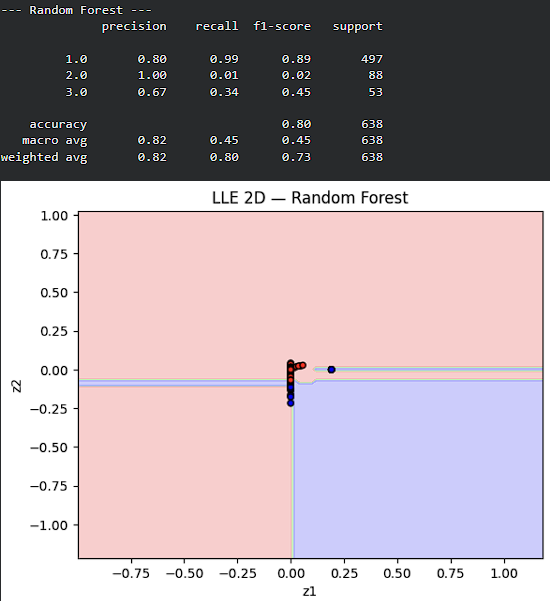 --- Random Forest ---
precision recall f1-score support
1.0 0.80 0.99 0.89 497
2.0 1.00 0.01 0.02 88
3.0 0.67 0.34 0.45 53
accuracy 0.80 638
macro avg 0.82 0.45 0.45 638
weighted avg 0.82 0.80 0.73 638
LLE 2D — Random Forest
1.00
0.75
0.50
0.25
0.00
−0.25
−0.50
−0.75
−1.00
z2
−0.75 −0.50 −0.25 0.00 0.25 0.50 0.75 1.00
z1